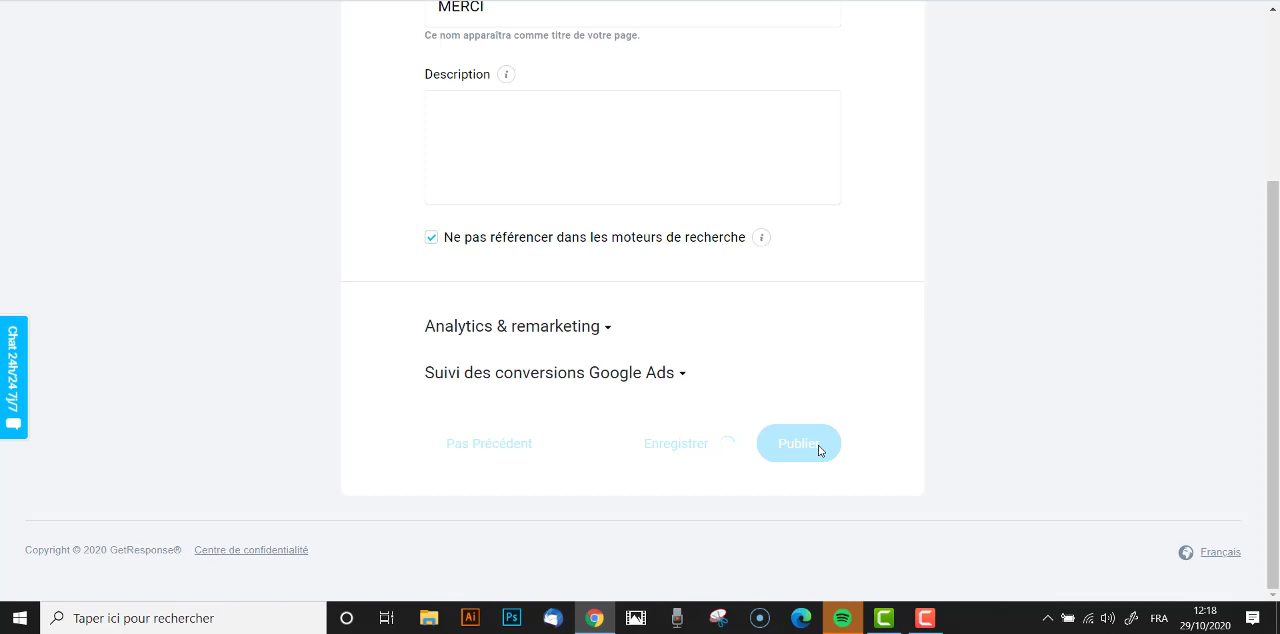 MERCI
Ce nom apparaîtra comme titre de votre page.
Description i
Ne pas référencer dans les moteurs de recherche i
Analytics & remarketing
Suivi des conversions Google Ads
Chat 24h/24 7j/7
Pas Précédent Enregistrer Publier
Copyright © 2020 GetResponse® Centre de confidentialité Français
Taper ici pour rechercher Ai Ps FRA 12:18
29/10/2020